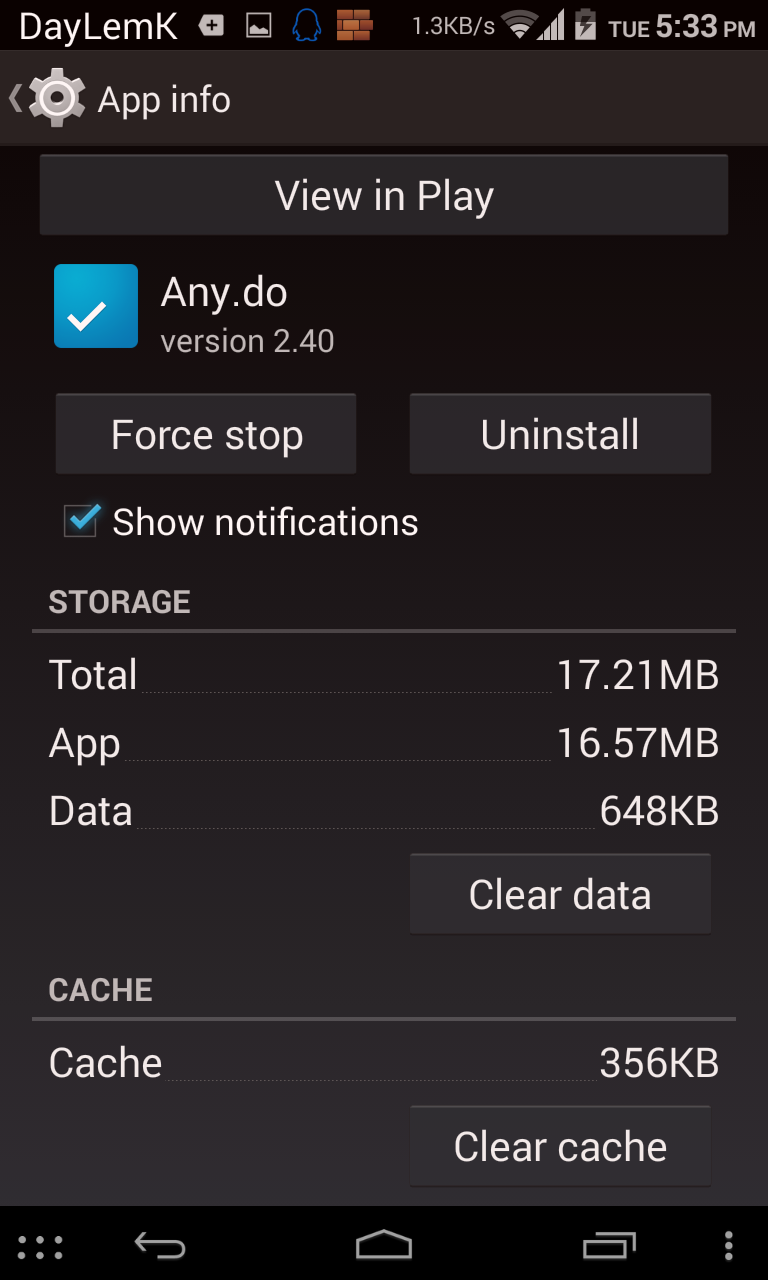 DayLemK 1.3KB/s TUE 5:33 PM
App info
View in Play
Any.do
version 2.40
Force stop Uninstall
Show notifications
STORAGE
Total 17.21MB
App 16.57MB
Data 648KB
Clear data
CACHE
Cache 356KB
Clear cache